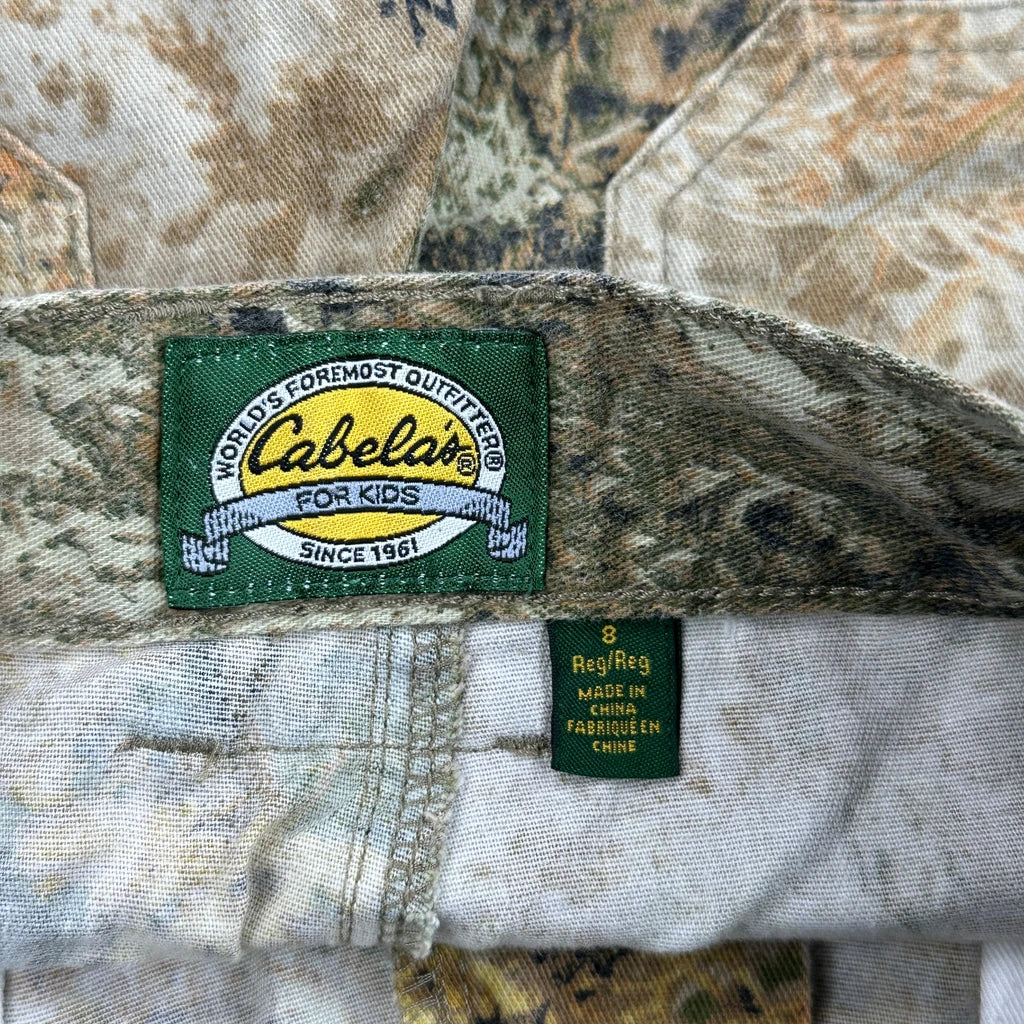 WORLD'S FOREMOST OUTFITTER®
Cabela's®
FOR KIDS
SINCE 1961
8
Reg/Reg
MADE IN
CHINA
FABRIQUÉ EN
CHINE